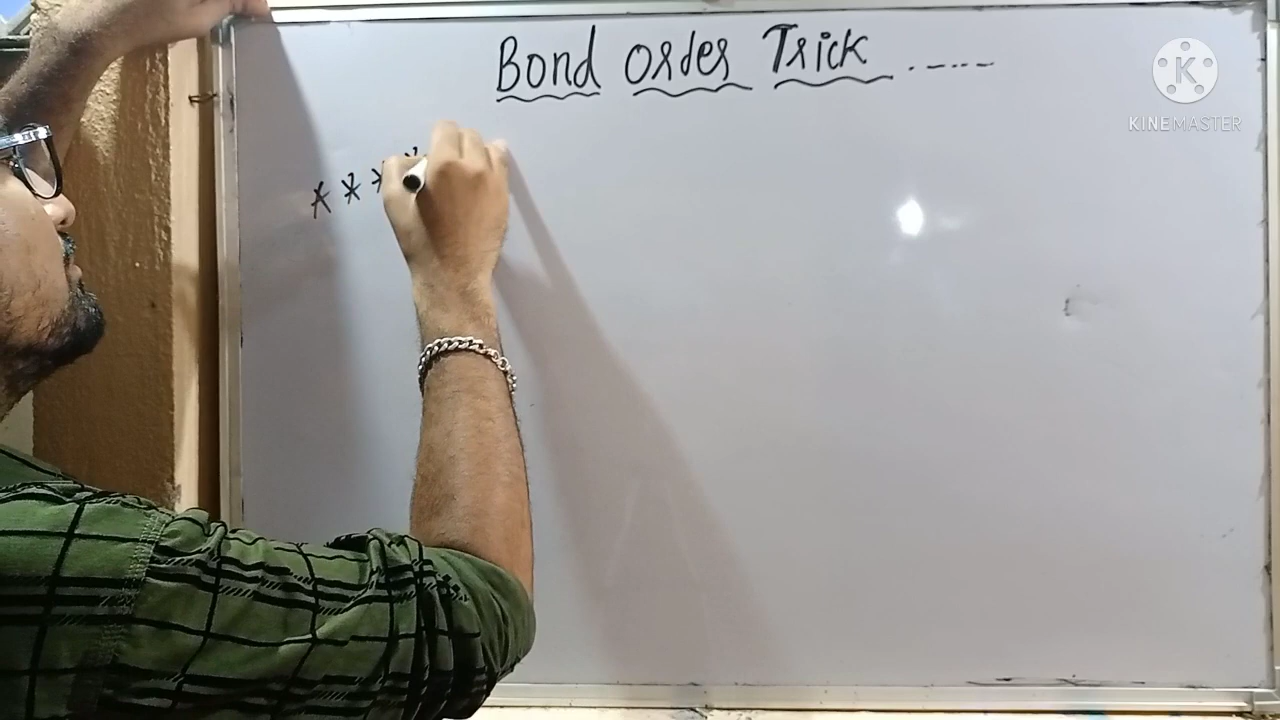 Bond Order Trick .----
K
KINEMASTER
* * * *